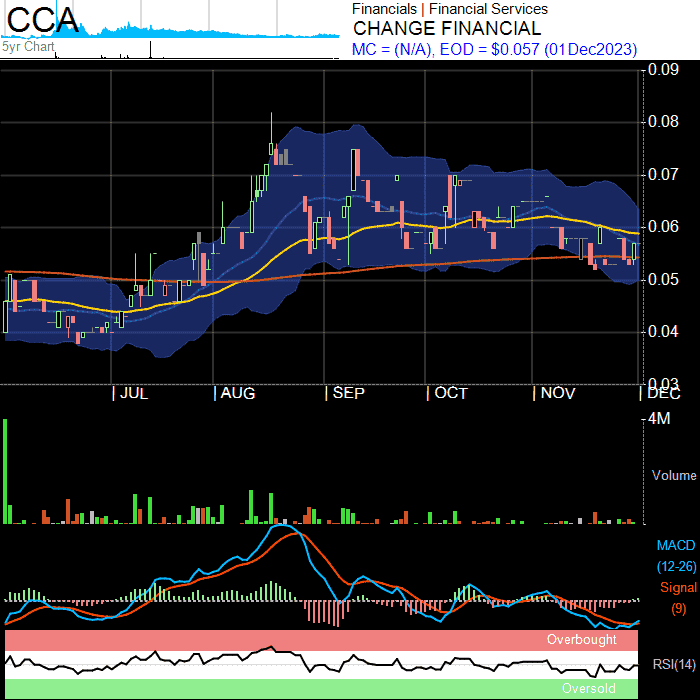 CCA
5yr Chart
Financials | Financial Services
CHANGE FINANCIAL
MC = (N/A), EOD = $0.057 (01Dec2023)
0.09
0.08
0.07
0.06
0.05
0.04
0.03
JUL AUG SEP OCT NOV DEC
4M
Volume
MACD
(12-26)
Signal
(9)
Overbought
RSI(14)
Oversold